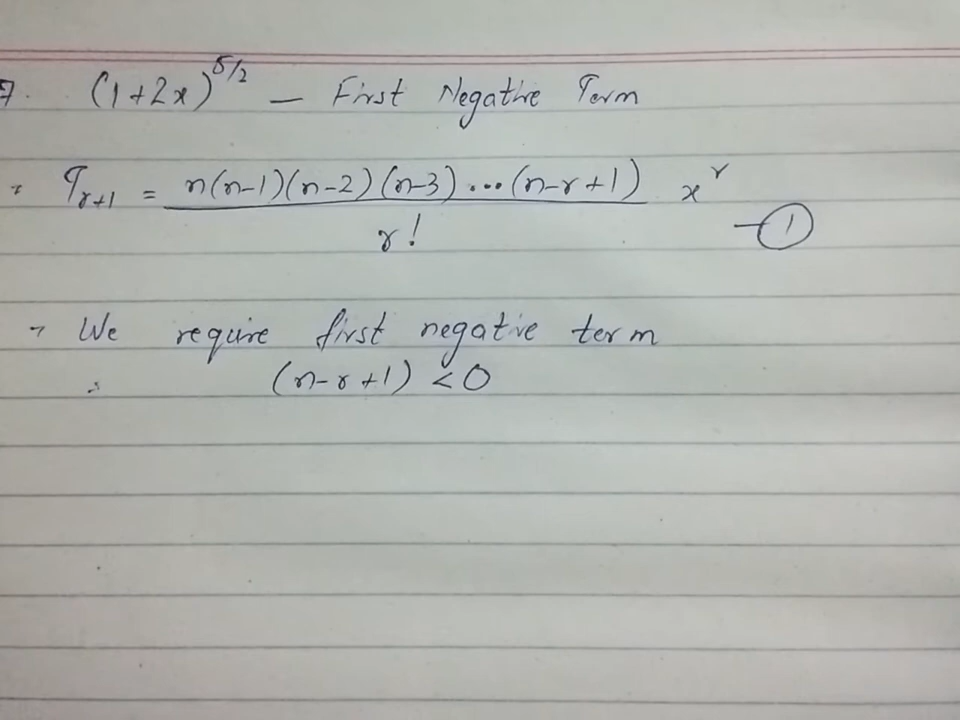 7. (1+2x)^5/2 — First Negative Term
T_r+1 = n(n-1)(n-2)(n-3)...(n-r+1) / r! x^r —①
→ We require first negative term
∴ (n-r+1) < 0